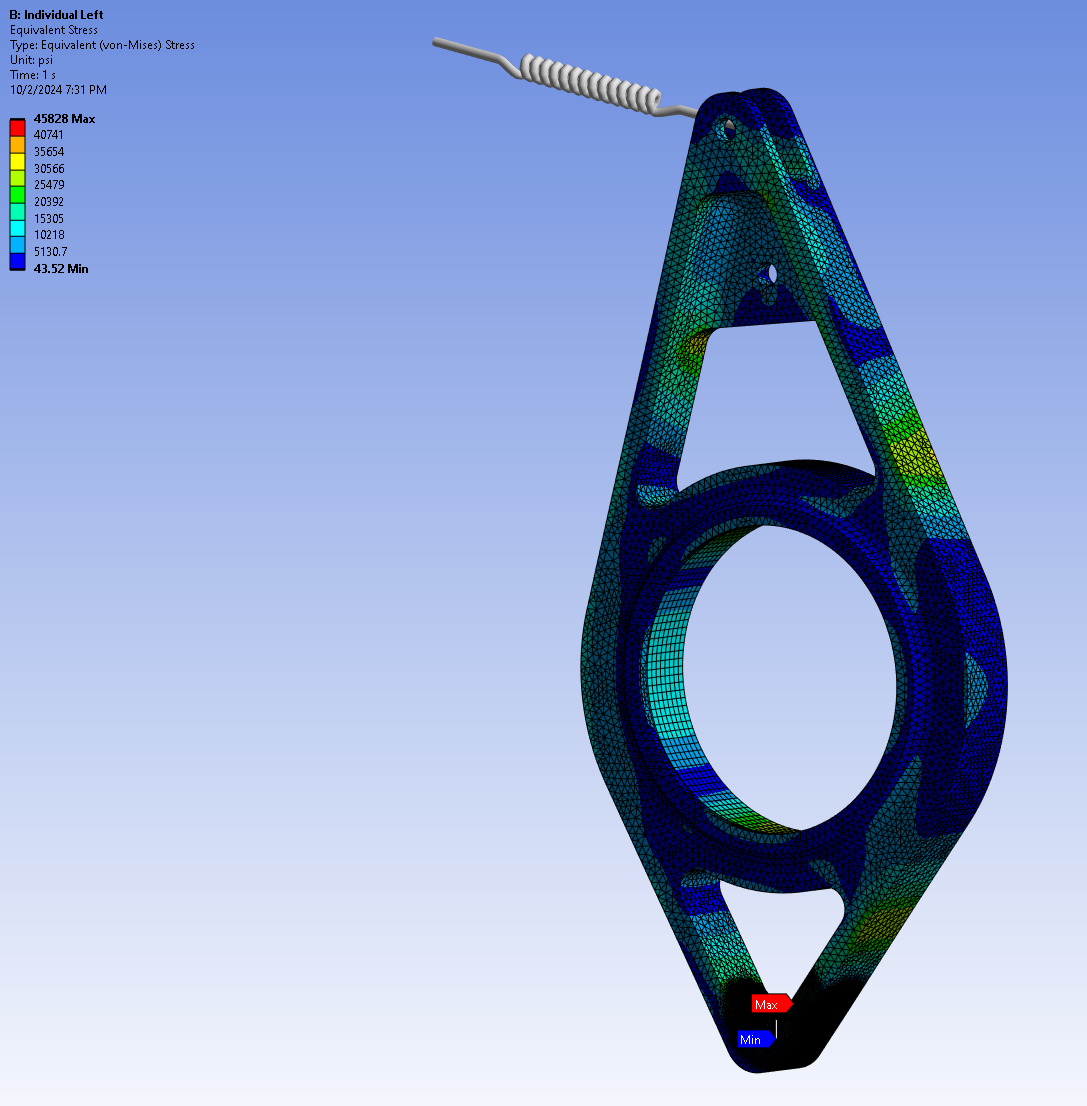 B: Individual Left
Equivalent Stress
Type: Equivalent (von-Mises) Stress
Unit: psi
Time: 1 s
10/2/2024 7:31 PM
45828 Max
40741
35654
30566
25479
20392
15305
10218
5130.7
43.52 Min
Max
Min